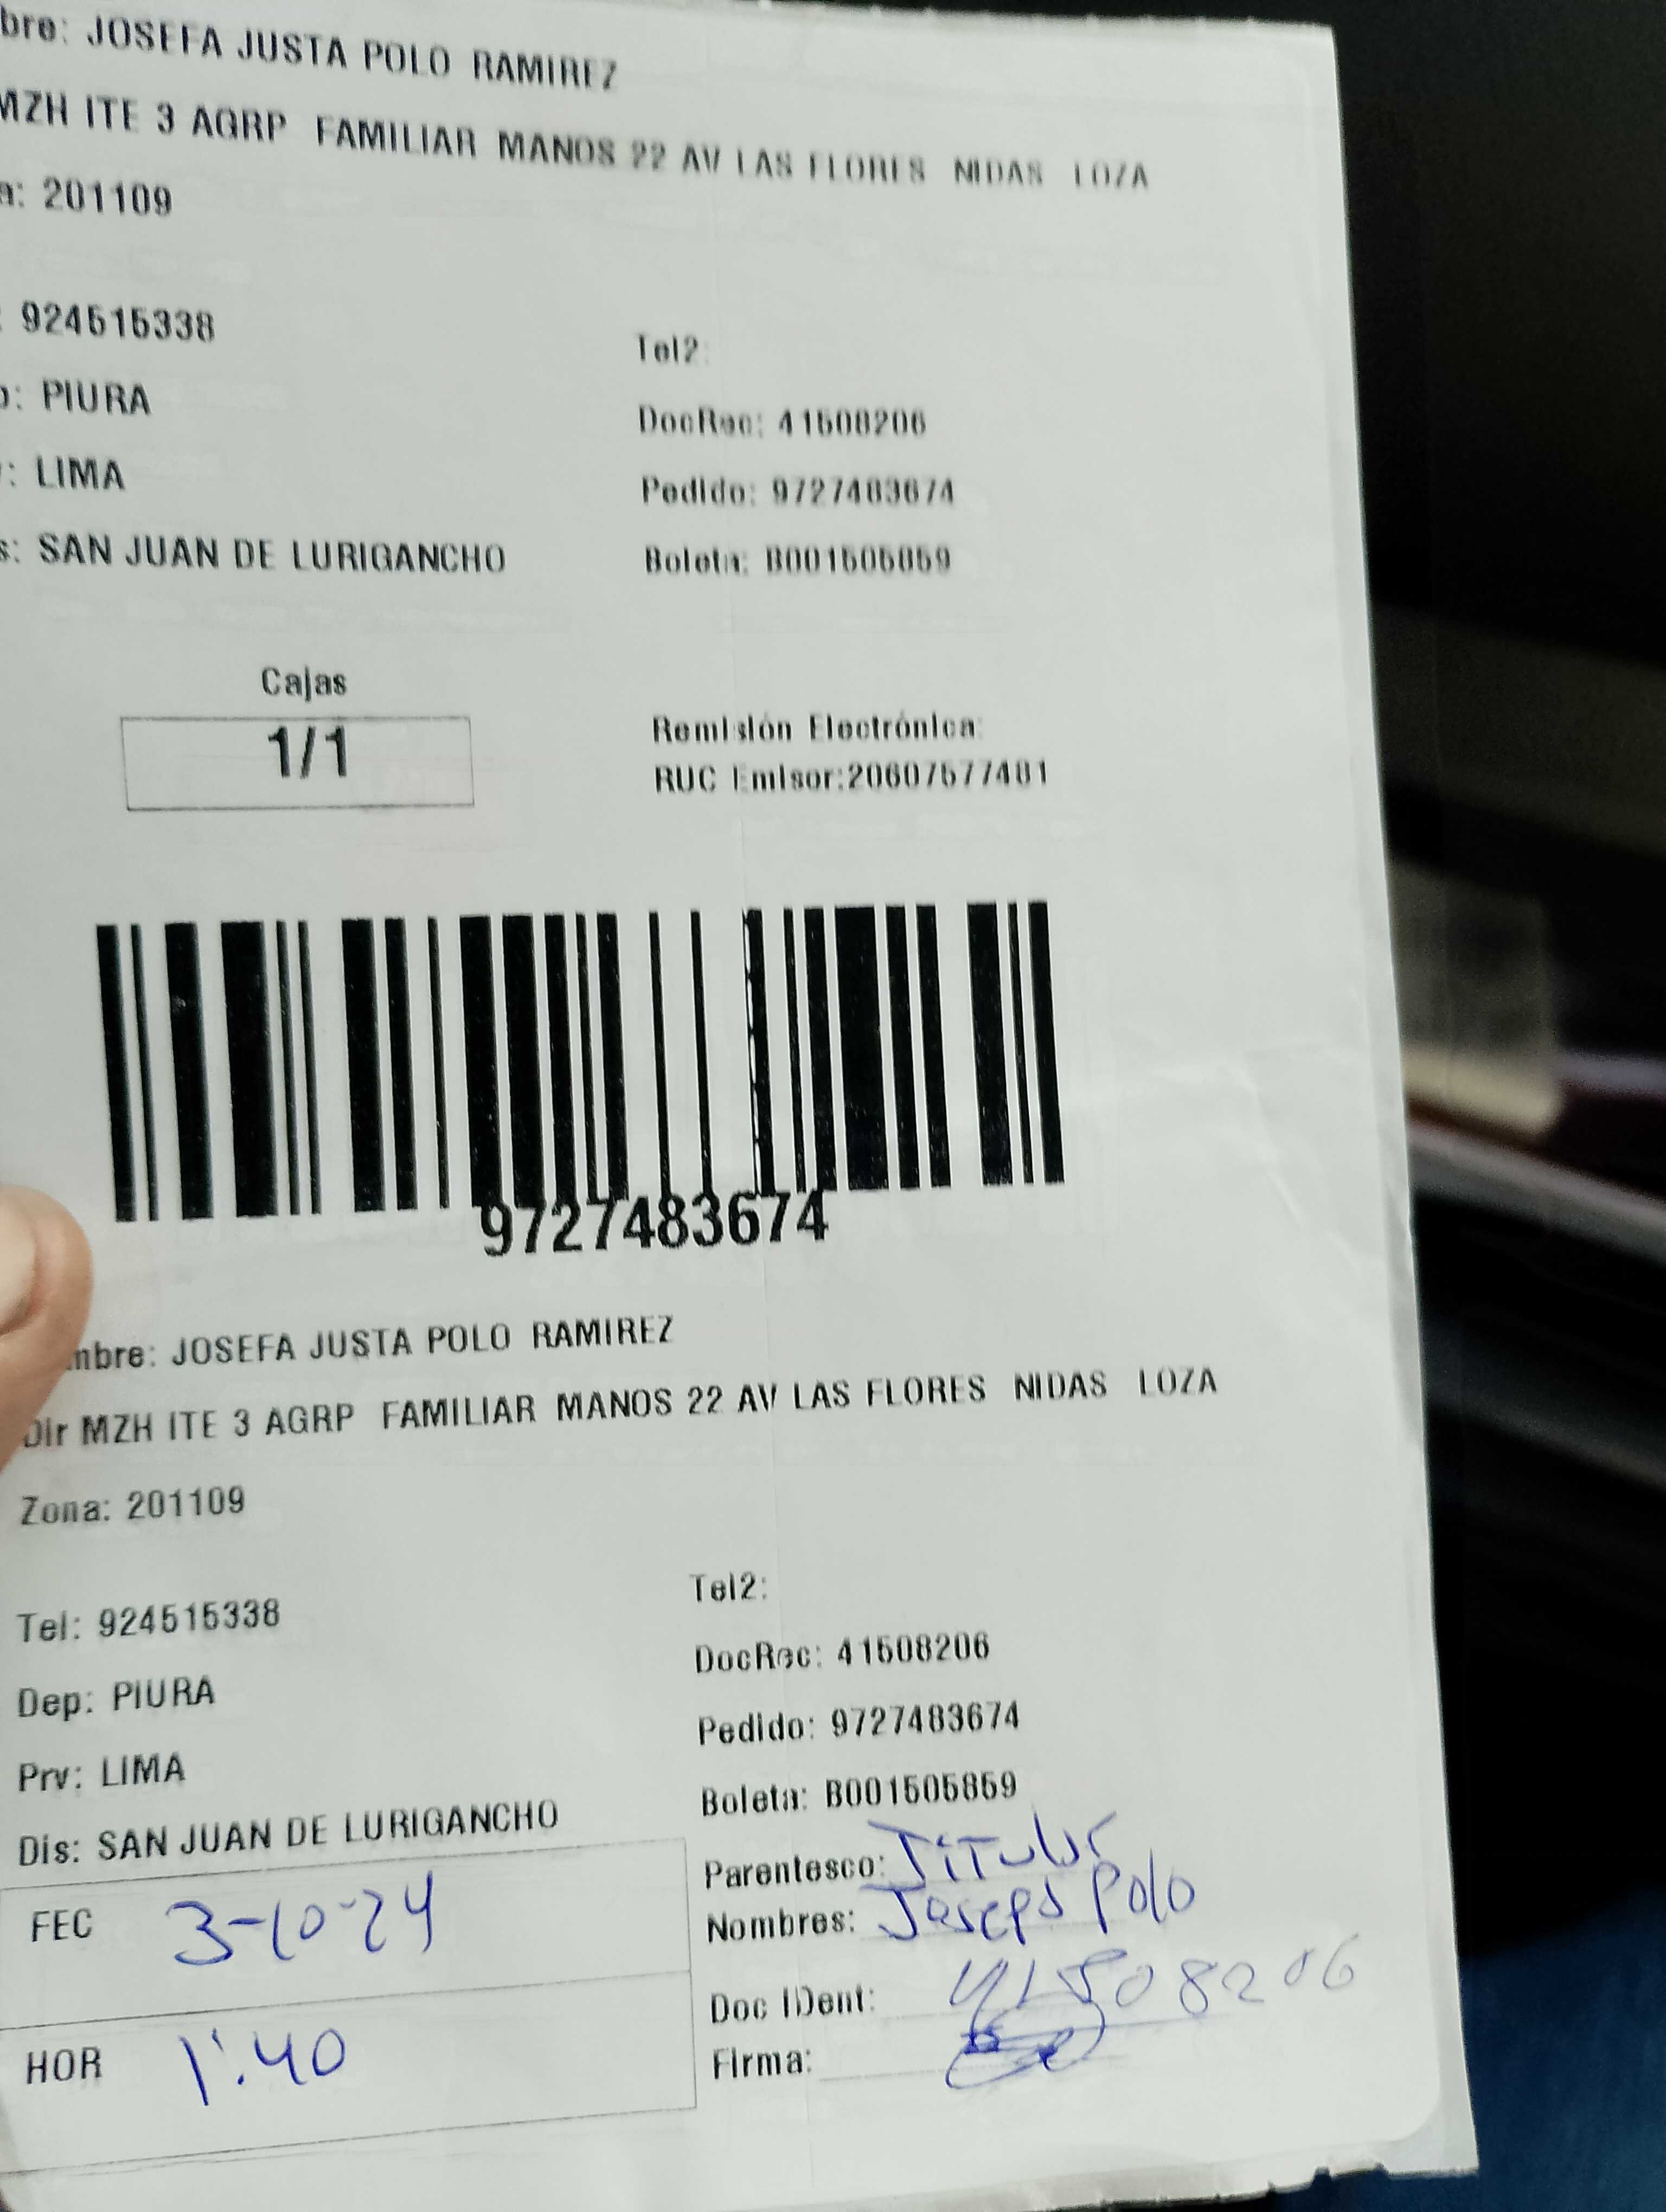 bre: JOSEFA JUSTA POLO RAMIREZ
MZH ITE 3 AGRP FAMILIAR MANOS 22 AV LAS FLORES NIDAS LOZA
a: 201109
: 924515338
Tel2:
DocRec: 41508206
PIURA
Pedido: 9727483674
: LIMA
s: SAN JUAN DE LURIGANCHO
Boleta: B001505859
Cajas
1/1
Remisión Electrónica:
RUC Emisor:20607577481
9727483674
mbre: JOSEFA JUSTA POLO RAMIREZ
Dir MZH ITE 3 AGRP FAMILIAR MANOS 22 AV LAS FLORES NIDAS LOZA
Zona: 201109
Tel: 924515338
Tel2:
DocRec: 41508206
Dep: PIURA
Pedido: 9727483674
Prv: LIMA
Boleta: B001505859
Dis: SAN JUAN DE LURIGANCHO
Parentesco: Titular
FEC 3-10-24
Nombres: Polo
Doc IDent: 41508206
HOR 1:40
Firma: